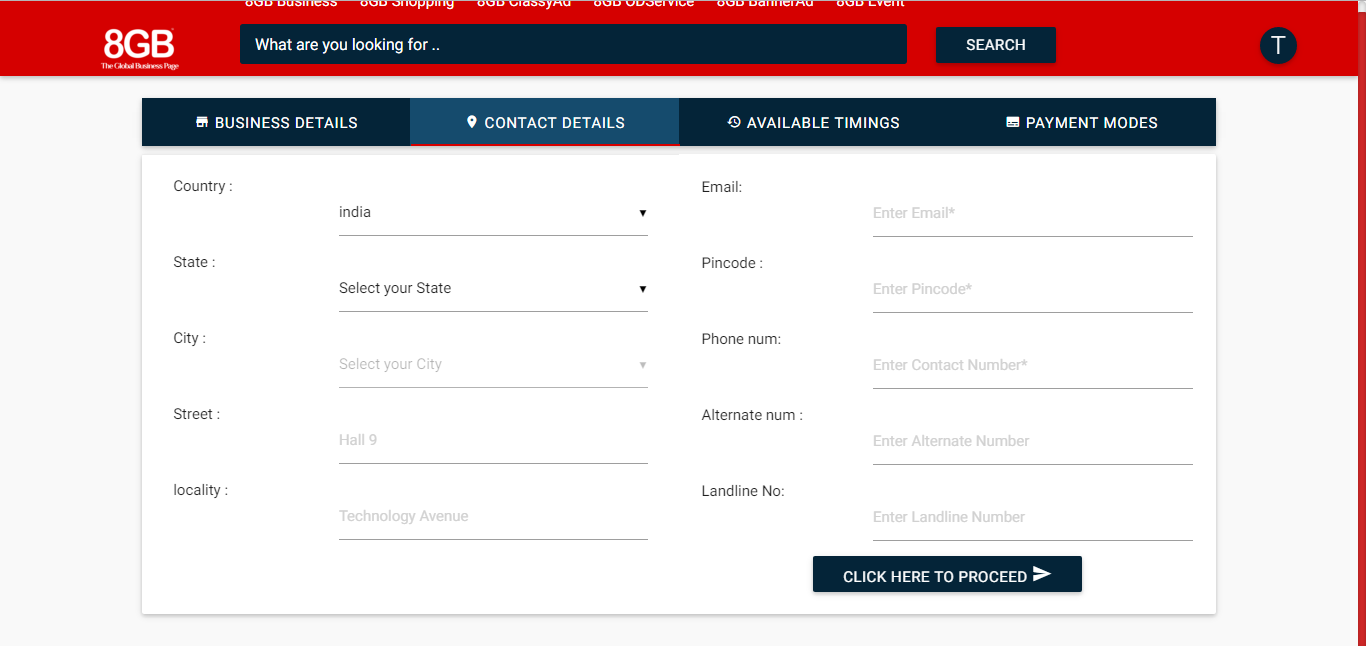 8GB Business 8GB Shopping 8GB ClassyAd 8GB ODService 8GB BannerAd 8GB Event
8GB
The Global Business Page
What are you looking for ..
SEARCH
T
BUSINESS DETAILS
CONTACT DETAILS
AVAILABLE TIMINGS
PAYMENT MODES
Country :
india
State :
Select your State
City :
Select your City
Street :
Hall 9
locality :
Technology Avenue
Email:
Enter Email*
Pincode :
Enter Pincode*
Phone num:
Enter Contact Number*
Alternate num :
Enter Alternate Number
Landline No:
Enter Landline Number
CLICK HERE TO PROCEED